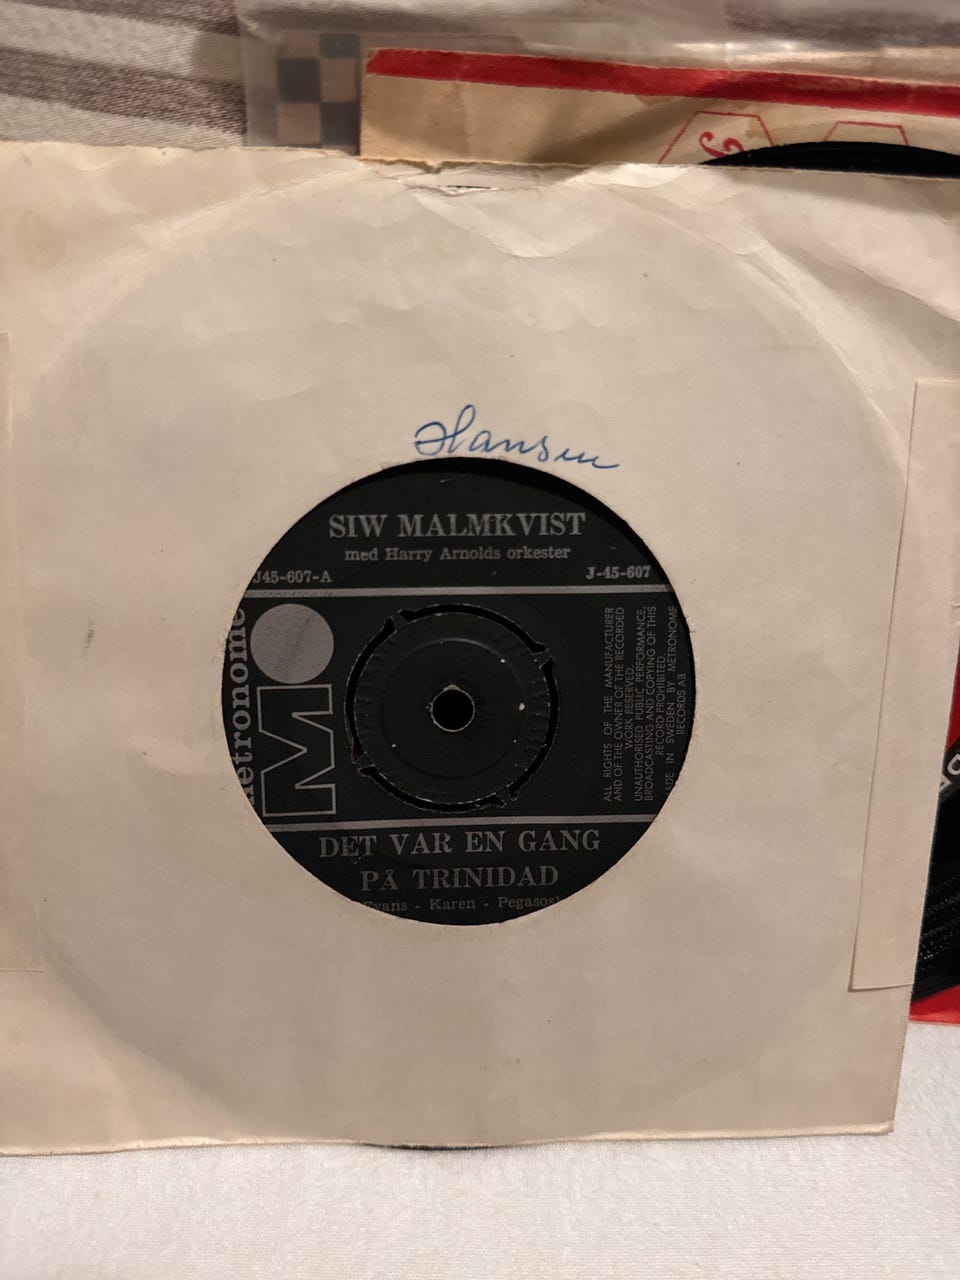 Hansen
SIW MALMKVIST
med Harry Arnolds orkester
J45-607-A
J-45-607
metronome
M
ALL RIGHTS OF THE MANUFACTURER
AND OF THE OWNER OF THE RECORDED
WORK RESERVED.
UNAUTHORISED PUBLIC PERFORMANCE,
BROADCASTING AND COPYING OF THIS
RECORD PROHIBITED.
MADE IN SWEDEN BY METRONOME
RECORDS AB
DET VAR EN GANG
PÅ TRINIDAD
Evans - Karen - Pegasos)